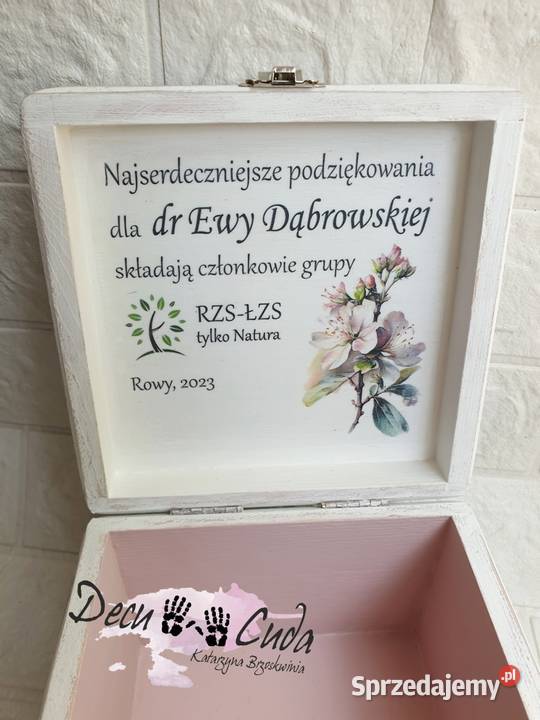 Najserdeczniejsze podziękowania
dla dr Ewy Dąbrowskiej
składają członkowie grupy
RZS-ŁZS
tylko Natura
Rowy, 2023
Decu Cuda
Katarzyna Brzoskwinia
Sprzedajemy.pl